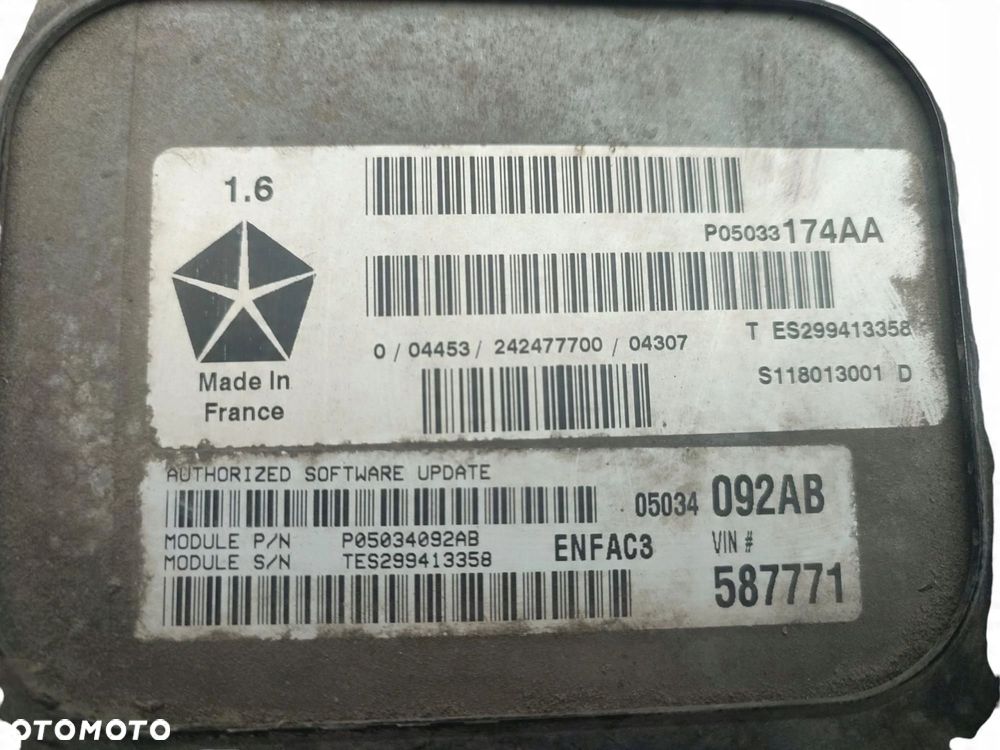 1.6
P05033174AA
0 / 04453 / 242477700 / 04307
T ES299413358
Made In
France
S118013001 D
AUTHORIZED SOFTWARE UPDATE
05034 092AB
MODULE P/N P05034092AB
MODULE S/N TES299413358
ENFAC3
VIN #
587771
OTOMOTO